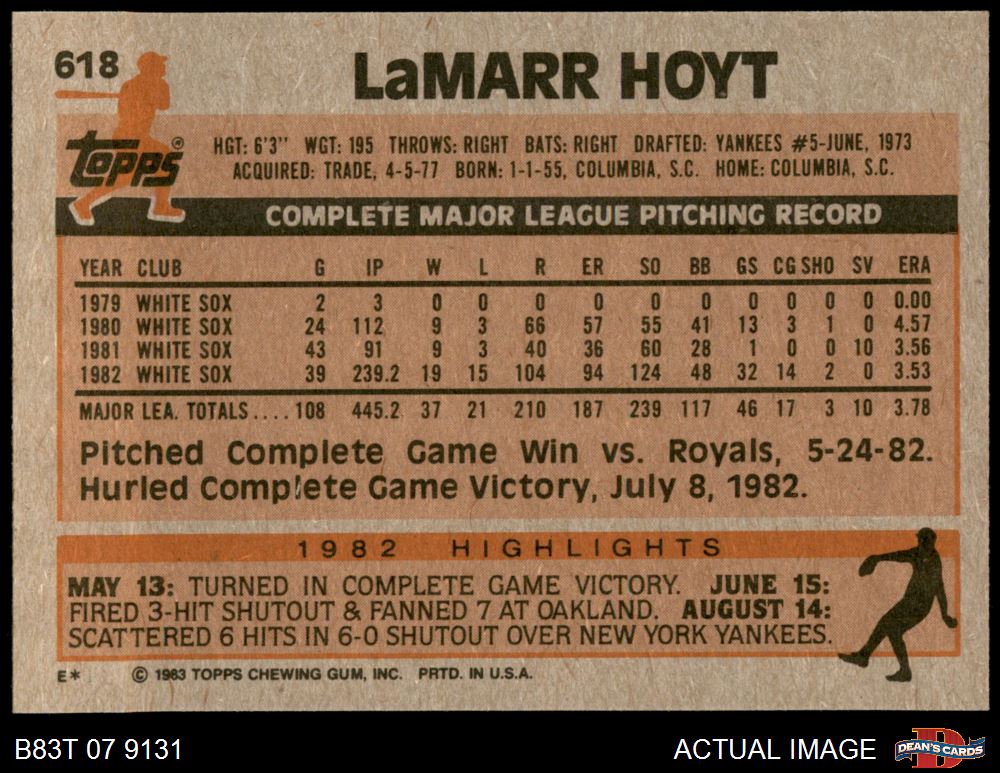 618
LaMARR HOYT
topps®
HGT: 6'3" WGT: 195 THROWS: RIGHT BATS: RIGHT DRAFTED: YANKEES #5-JUNE, 1973
ACQUIRED: TRADE, 4-5-77 BORN: 1-1-55, COLUMBIA, S.C. HOME: COLUMBIA, S.C.
COMPLETE MAJOR LEAGUE PITCHING RECORD
YEAR CLUB G IP W L R ER SO BB GS CG SHO SV ERA
1979 WHITE SOX 2 3 0 0 0 0 0 0 0 0 0 0 0.00
1980 WHITE SOX 24 112 9 3 66 57 55 41 13 3 1 0 4.57
1981 WHITE SOX 43 91 9 3 40 36 60 28 1 0 0 10 3.56
1982 WHITE SOX 39 239.2 19 15 104 94 124 48 32 14 2 0 3.53
MAJOR LEA. TOTALS.... 108 445.2 37 21 210 187 239 117 46 17 3 10 3.78
Pitched Complete Game Win vs. Royals, 5-24-82.
Hurled Complete Game Victory, July 8, 1982.
1982 HIGHLIGHTS
MAY 13: TURNED IN COMPLETE GAME VICTORY. JUNE 15:
FIRED 3-HIT SHUTOUT & FANNED 7 AT OAKLAND. AUGUST 14:
SCATTERED 6 HITS IN 6-0 SHUTOUT OVER NEW YORK YANKEES.
E* © 1983 TOPPS CHEWING GUM, INC. PRTD. IN U.S.A.
B83T 07 9131 ACTUAL IMAGE D DEAN'S CARDS